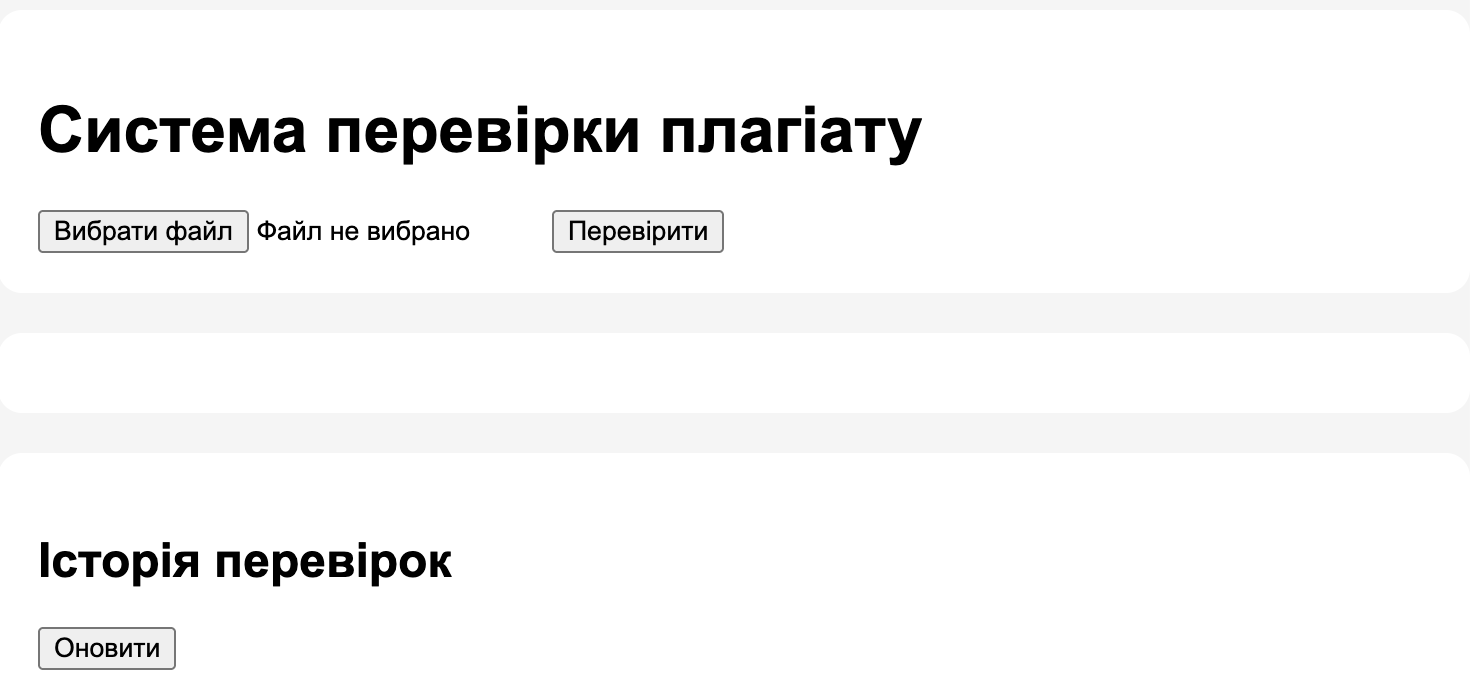 Система перевірки плагіату
Вибрати файл Файл не вибрано Перевірити
Історія перевірок
Оновити